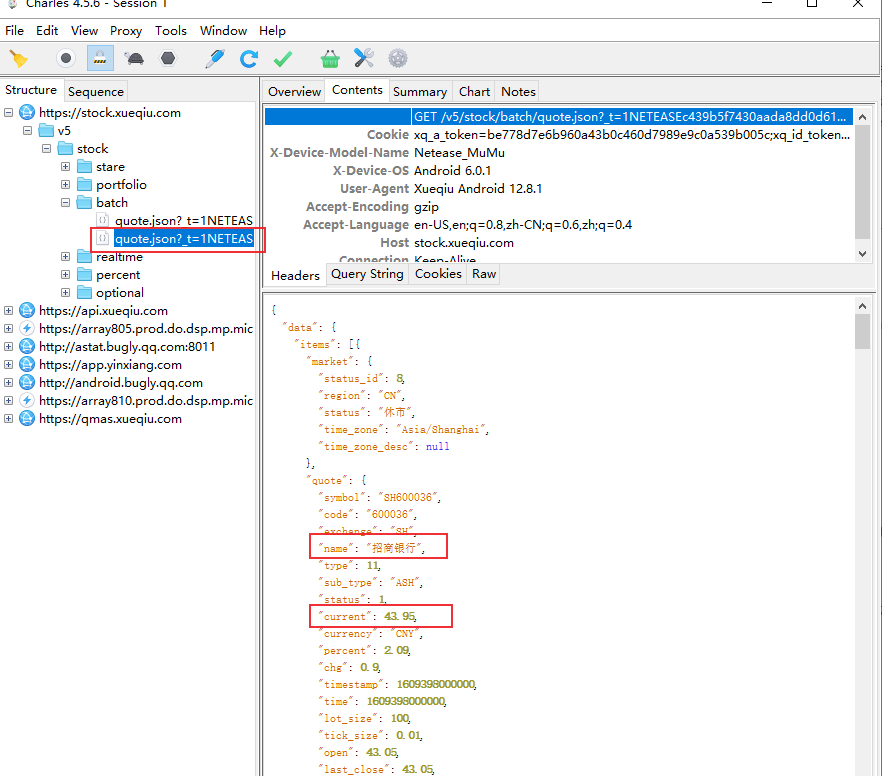 Charles 4.5.6 - Session 1
File Edit View Proxy Tools Window Help
Structure Sequence
https://stock.xueqiu.com
v5
stock
stare
portfolio
batch
quote.json?_t=1NETEAS
quote.json?_t=1NETEAS
realtime
percent
optional
https://api.xueqiu.com
https://array805.prod.do.dsp.mp.mic
http://astat.bugly.qq.com:8011
https://app.yinxiang.com
http://android.bugly.qq.com
https://array810.prod.do.dsp.mp.mic
https://qmas.xueqiu.com
Overview Contents Summary Chart Notes
GET /v5/stock/batch/quote.json?_t=1NETEASEc439b5f7430aada8dd0d61...
Cookie xq_a_token=be778d7e6b960a43b0c460d7989e9c0a539b005c;xq_id_token...
X-Device-Model-Name Netease_MuMu
X-Device-OS Android 6.0.1
User-Agent Xueqiu Android 12.8.1
Accept-Encoding gzip
Accept-Language en-US,en;q=0.8,zh-CN;q=0.6,zh;q=0.4
Host stock.xueqiu.com
Connection Keep-Alive
Headers Query String Cookies Raw
{
"data": {
"items": [{
"market": {
"status_id": 8,
"region": "CN",
"status": "休市",
"time_zone": "Asia/Shanghai",
"time_zone_desc": null
},
"quote": {
"symbol": "SH600036",
"code": "600036",
"exchange": "SH",
"name": "招商银行",
"type": 11,
"sub_type": "ASH",
"status": 1,
"current": 43.95,
"currency": "CNY",
"percent": 2.09,
"chg": 0.9,
"timestamp": 1609398000000,
"time": 1609398000000,
"lot_size": 100,
"tick_size": 0.01,
"open": 43.05,
"last_close": 43.05,